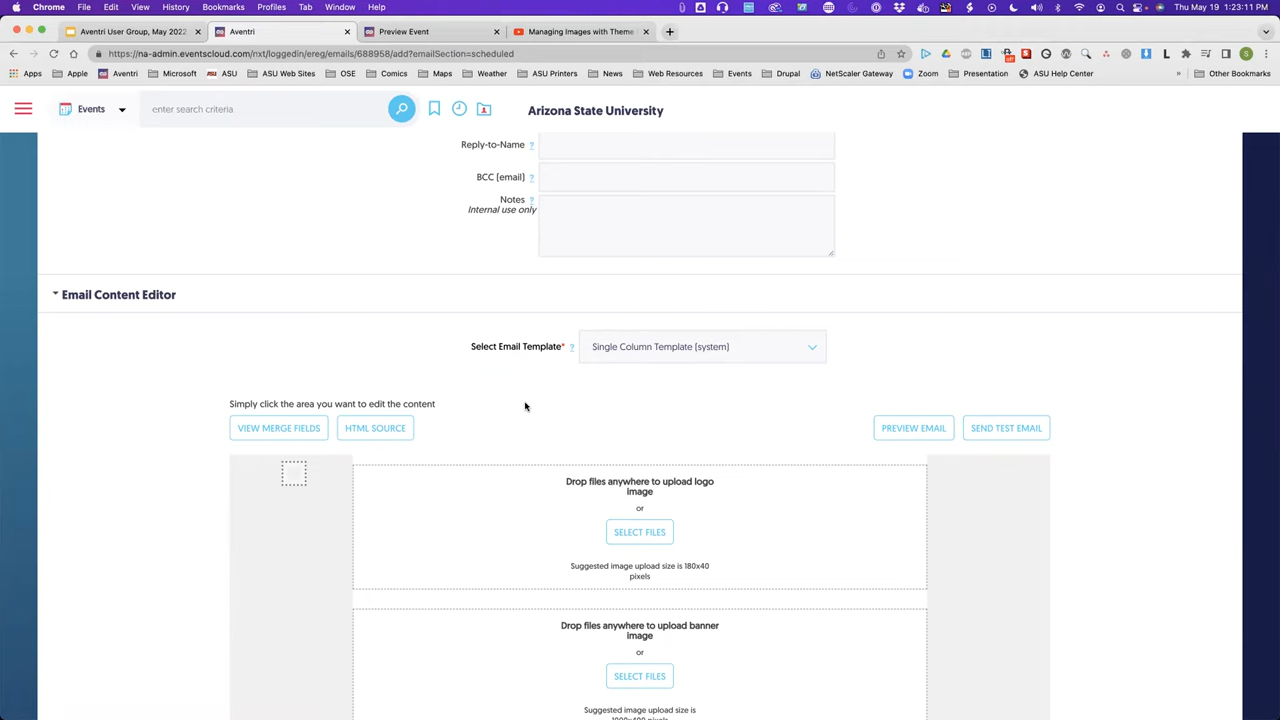 Chrome File Edit View History Bookmarks Profiles Tab Window Help Thu May 19 1:23:11 PM
Aventri User Group, May 2022 Aventri Preview Event Managing Images with Theme
https://na-admin.eventscloud.com/nxt/loggedin/ereg/emails/688958/add?emailSection=scheduled
Apps Apple Aventri Microsoft ASU ASU Web Sites OSE Comics Maps Weather ASU Printers News Web Resources Events Drupal NetScaler Gateway Zoom Presentation ASU Help Center » Other Bookmarks
Events enter search criteria Arizona State University
Reply-to-Name ?
BCC (email) ?
Notes ?
Internal use only
Email Content Editor
Select Email Template* ? Single Column Template (system)
Simply click the area you want to edit the content
VIEW MERGE FIELDS HTML SOURCE PREVIEW EMAIL SEND TEST EMAIL
Drop files anywhere to upload logo
image
or
SELECT FILES
Suggested image upload size is 180x40
pixels
Drop files anywhere to upload banner
image
or
SELECT FILES
Suggested image upload size is